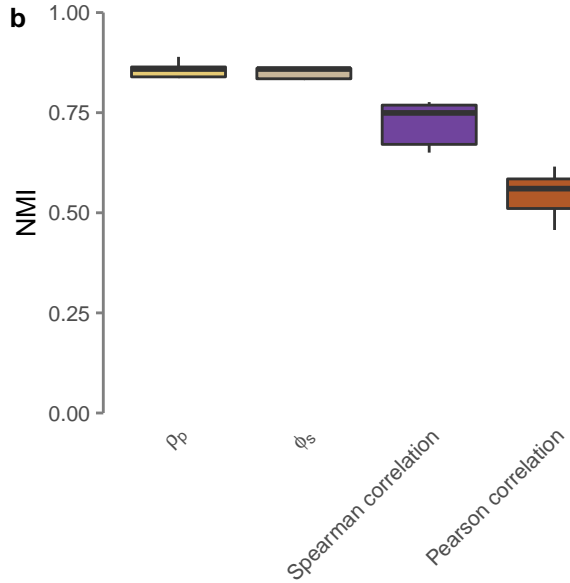 b
1.00
0.75
0.50
0.25
0.00
NMI
ρp
ϕs
Spearman correlation
Pearson correlation